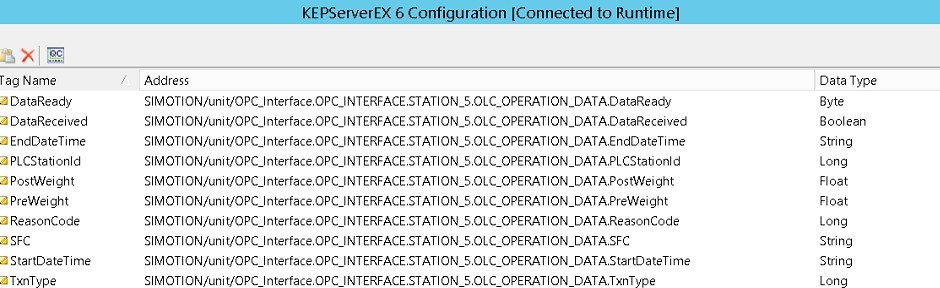 KEPServerEX 6 Configuration [Connected to Runtime]
Tag Name Address Data Type
DataReady SIMOTION/unit/OPC_Interface.OPC_INTERFACE.STATION_5.OLC_OPERATION_DATA.DataReady Byte
DataReceived SIMOTION/unit/OPC_Interface.OPC_INTERFACE.STATION_5.OLC_OPERATION_DATA.DataReceived Boolean
EndDateTime SIMOTION/unit/OPC_Interface.OPC_INTERFACE.STATION_5.OLC_OPERATION_DATA.EndDateTime String
PLCStationId SIMOTION/unit/OPC_Interface.OPC_INTERFACE.STATION_5.OLC_OPERATION_DATA.PLCStationId Long
PostWeight SIMOTION/unit/OPC_Interface.OPC_INTERFACE.STATION_5.OLC_OPERATION_DATA.PostWeight Float
PreWeight SIMOTION/unit/OPC_Interface.OPC_INTERFACE.STATION_5.OLC_OPERATION_DATA.PreWeight Float
ReasonCode SIMOTION/unit/OPC_Interface.OPC_INTERFACE.STATION_5.OLC_OPERATION_DATA.ReasonCode Long
SFC SIMOTION/unit/OPC_Interface.OPC_INTERFACE.STATION_5.OLC_OPERATION_DATA.SFC String
StartDateTime SIMOTION/unit/OPC_Interface.OPC_INTERFACE.STATION_5.OLC_OPERATION_DATA.StartDateTime String
TxnType SIMOTION/unit/OPC_Interface.OPC_INTERFACE.STATION_5.OLC_OPERATION_DATA.TxnType Long